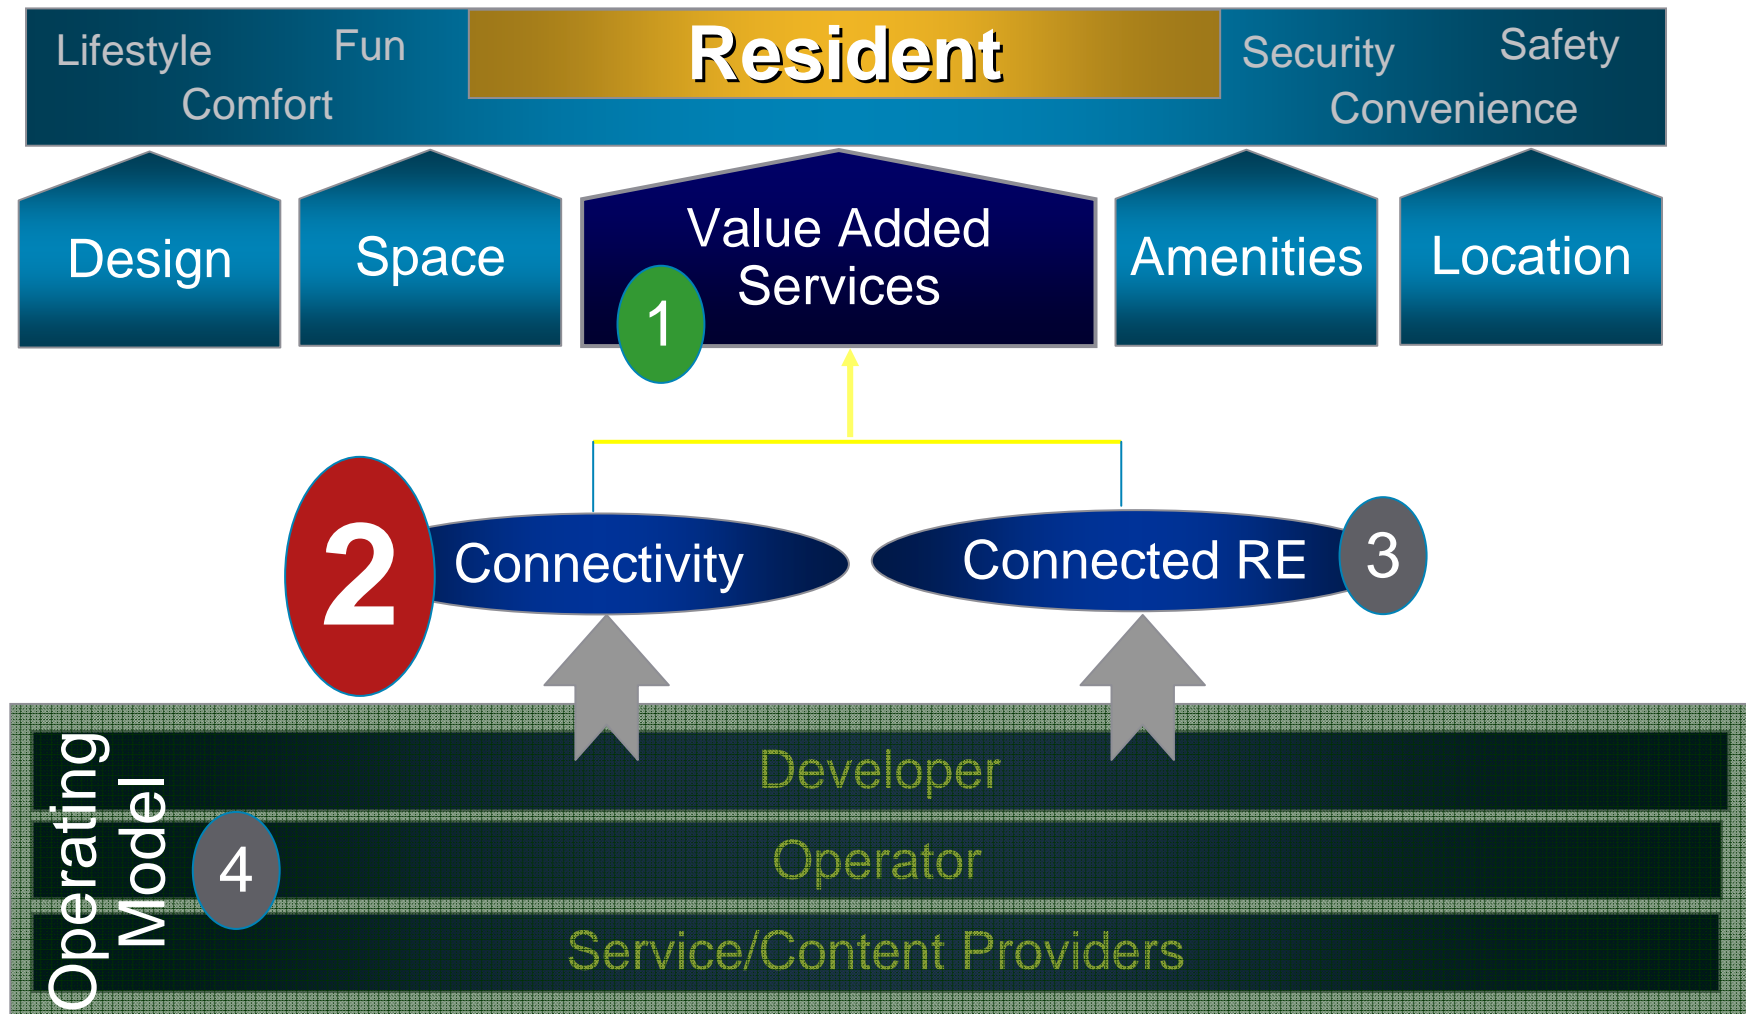 Lifestyle
Fun
Comfort
Resident
Security
Safety
Convenience
Design
Space
Value Added
Services
1
Amenities
Location
2
Connectivity
Connected RE
3
Operating
Model
4
Developer
Operator
Service/Content Providers